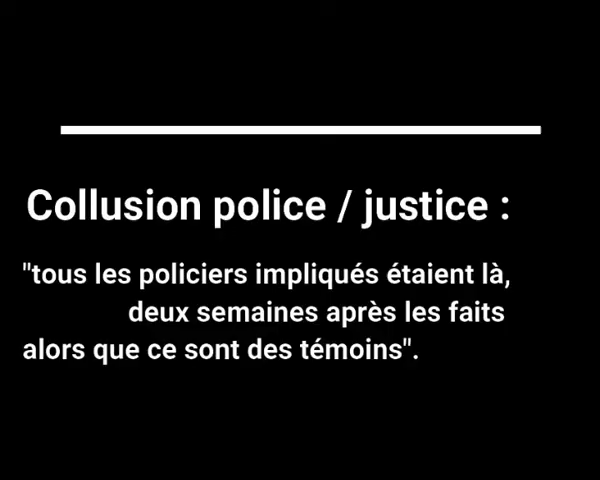 Collusion police / justice :
"tous les policiers impliqués étaient là,
deux semaines après les faits
alors que ce sont des témoins".